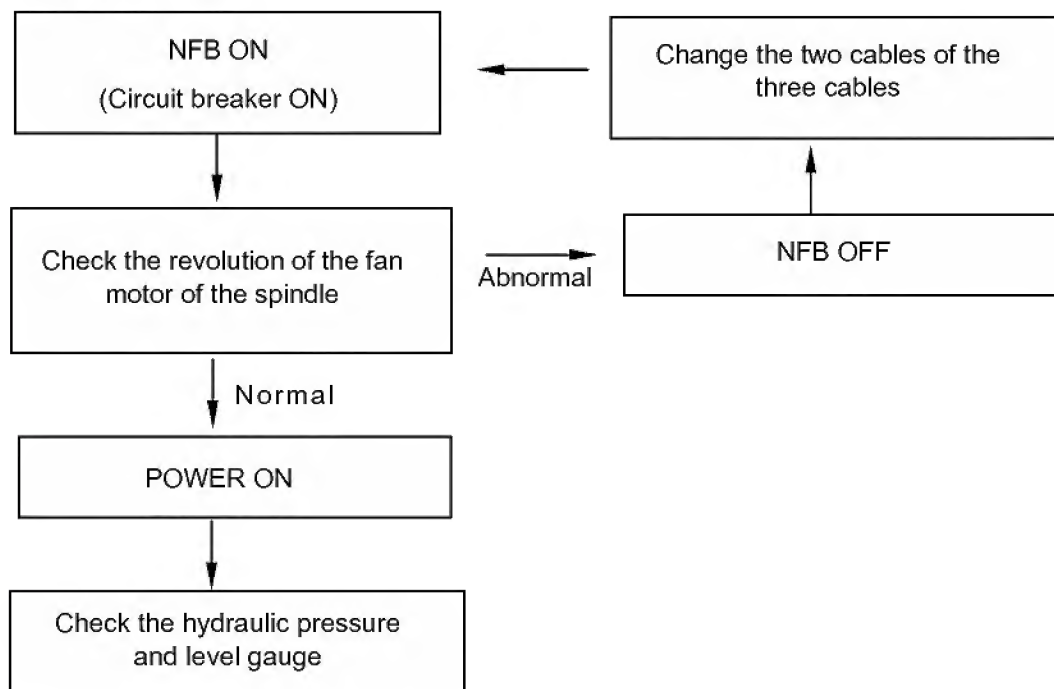 NFB ON
(Circuit breaker ON)
Change the two cables of the
three cables
Check the revolution of the fan
motor of the spindle
Abnormal
NFB OFF
Normal
POWER ON
Check the hydraulic pressure
and level gauge